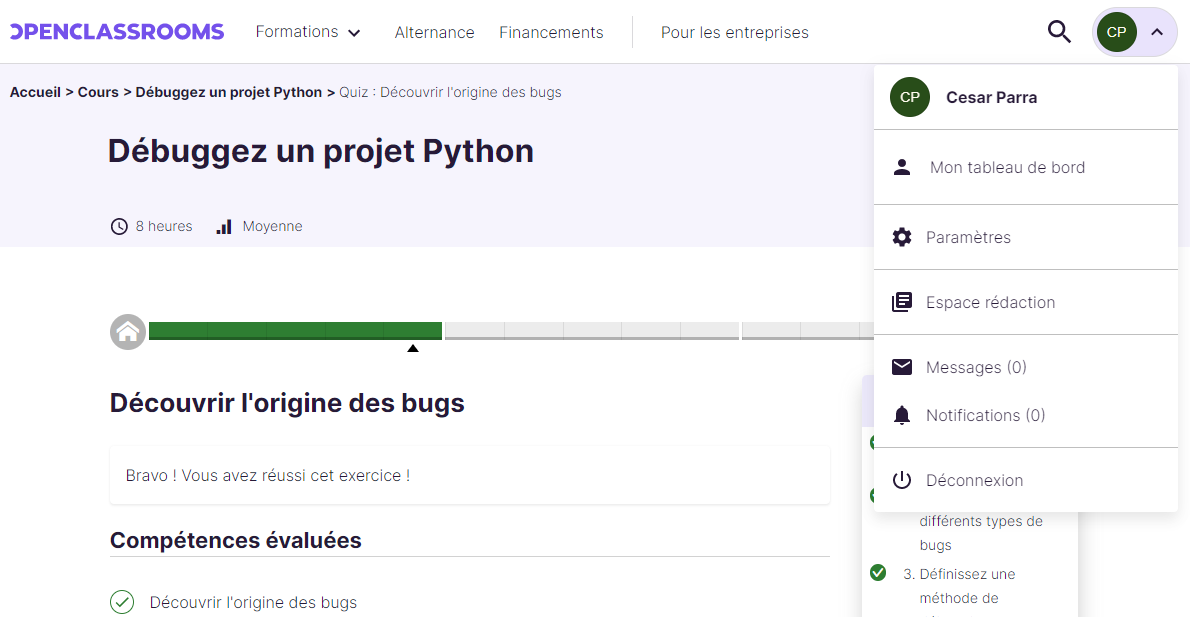 OPENCLASSROOMS
Formations
Alternance
Financements
Pour les entreprises
CP
Accueil > Cours > Débuggez un projet Python > Quiz : Découvrir l'origine des bugs
Débuggez un projet Python
8 heures
Moyenne
CP
Cesar Parra
Mon tableau de bord
Paramètres
Espace rédaction
Messages (0)
Notifications (0)
Déconnexion
Découvrir l'origine des bugs
Bravo ! Vous avez réussi cet exercice !
Compétences évaluées
Découvrir l'origine des bugs
différents types de
bugs
3. Définissez une
méthode de